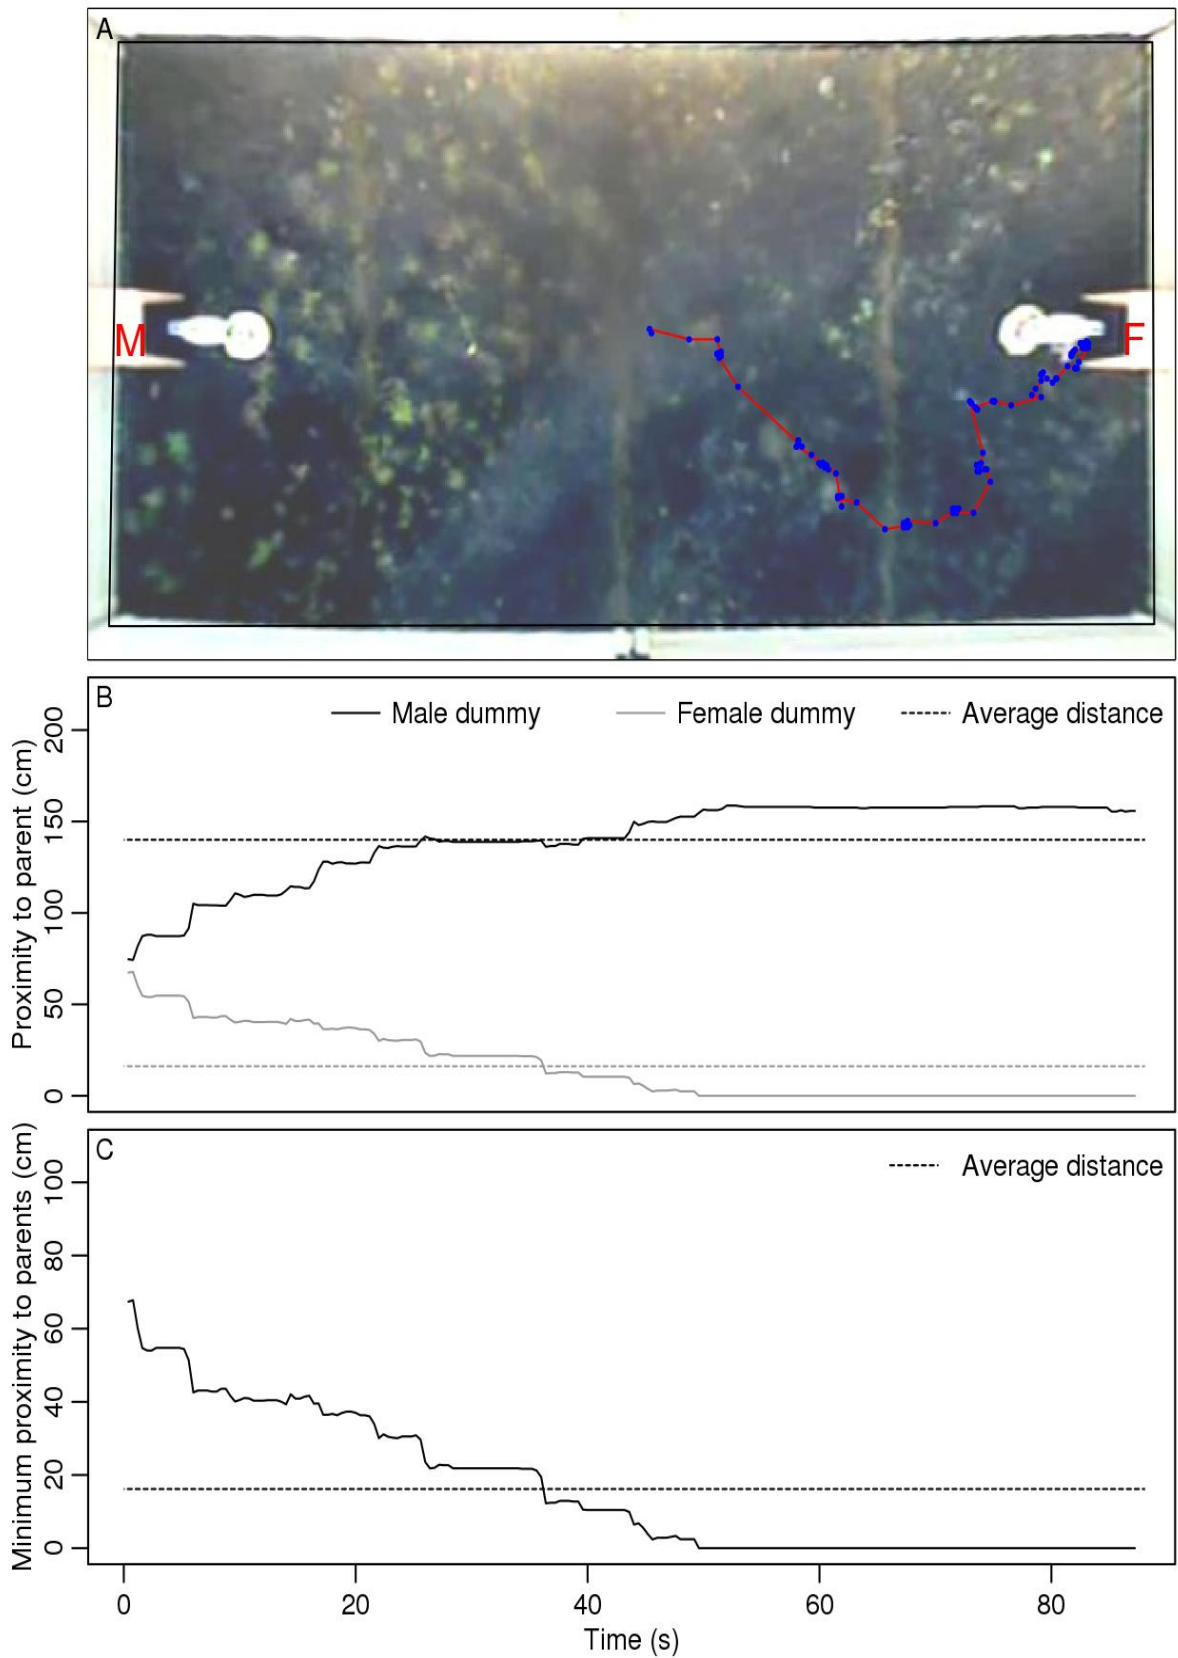 A
M
F
B
Male dummy
Female dummy
Average distance
Proximity to parent (cm)
200
150
100
50
0
C
Average distance
Minimum proximity to parents (cm)
100
80
60
40
20
0
0 20 40 60 80
Time (s)